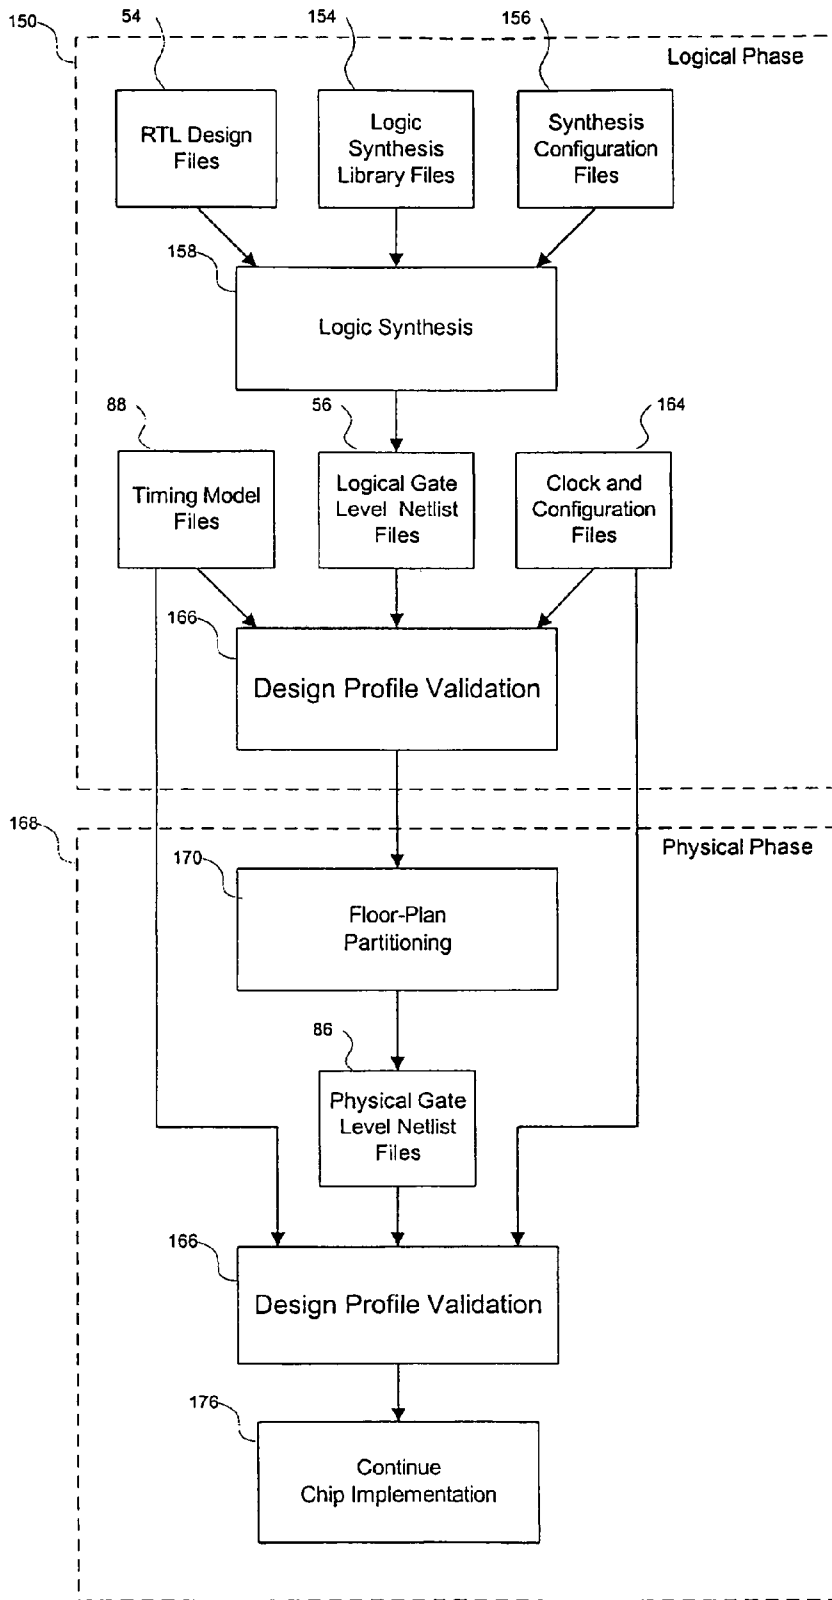 150
54
154
156
Logical Phase
RTL Design
Files
Logic
Synthesis
Library Files
Synthesis
Configuration
Files
158
Logic Synthesis
88
56
164
Timing Model
Files
Logical Gate
Level Netlist
Files
Clock and
Configuration
Files
166
Design Profile Validation
168
Physical Phase
170
Floor-Plan
Partitioning
86
Physical Gate
Level Netlist
Files
166
Design Profile Validation
176
Continue
Chip Implementation